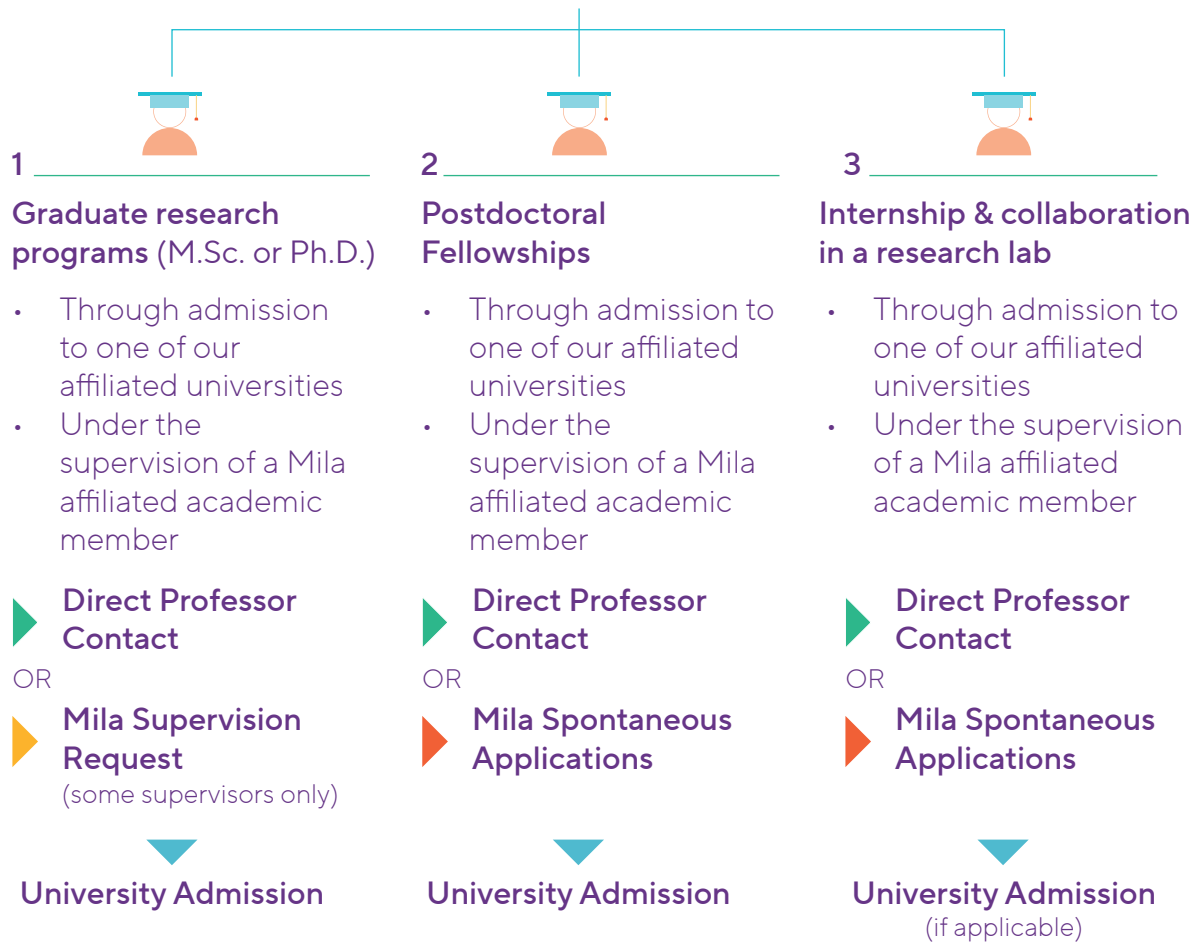 1
Graduate research
programs (M.Sc. or Ph.D.)
• Through admission
to one of our
affiliated universities
• Under the
supervision of a Mila
affiliated academic
member
Direct Professor
Contact
OR
Mila Supervision
Request
(some supervisors only)
University Admission
2
Postdoctoral
Fellowships
• Through admission to
one of our affiliated
universities
• Under the
supervision of a Mila
affiliated academic
member
Direct Professor
Contact
OR
Mila Spontaneous
Applications
University Admission
3
Internship & collaboration
in a research lab
• Through admission to
one of our affiliated
universities
• Under the supervision
of a Mila affiliated
academic member
Direct Professor
Contact
OR
Mila Spontaneous
Applications
University Admission
(if applicable)